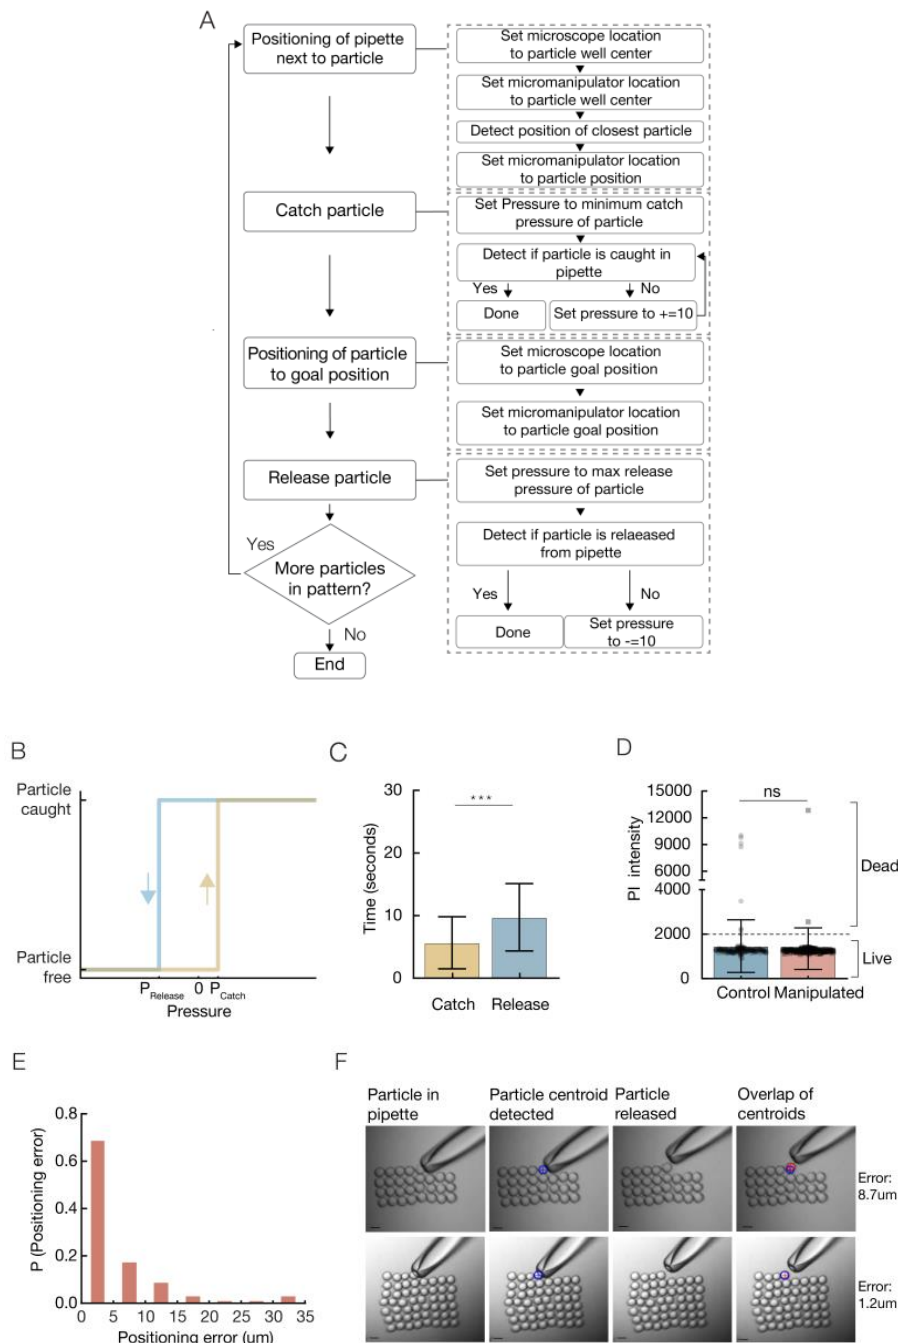 A
Positioning of pipette
next to particle
Set microscope location
to particle well center
Set micromanipulator location
to particle well center
Detect position of closest particle
Set micromanipulator location
to particle position
Catch particle
Set Pressure to minimum catch
pressure of particle
Detect if particle is caught in
pipette
Yes
No
Done
Set pressure to +=10
Positioning of particle
to goal position
Set microscope location
to particle goal position
Set micromanipulator location
to particle goal position
Release particle
Set pressure to max release
pressure of particle
Detect if particle is relaeased
from pipette
Yes
No
Done
Set pressure
to -=10
Yes
More particles
in pattern?
No
End
B
Particle
caught
Particle
free
P Release
0
P Catch
Pressure
C
Time (seconds)
30
20
10
0
***
Catch
Release
D
PI intensity
15000
12000
9000
6000
4000
2000
0
ns
Dead
Live
Control
Manipulated
E
P (Positioning error)
0.8
0.6
0.4
0.2
0.0
0 5 10 15 20 25 30 35
Positioning error (um)
F
Particle in
pipette
Particle centroid
detected
Particle
released
Overlap of
centroids
Error:
8.7um
Error:
1.2um